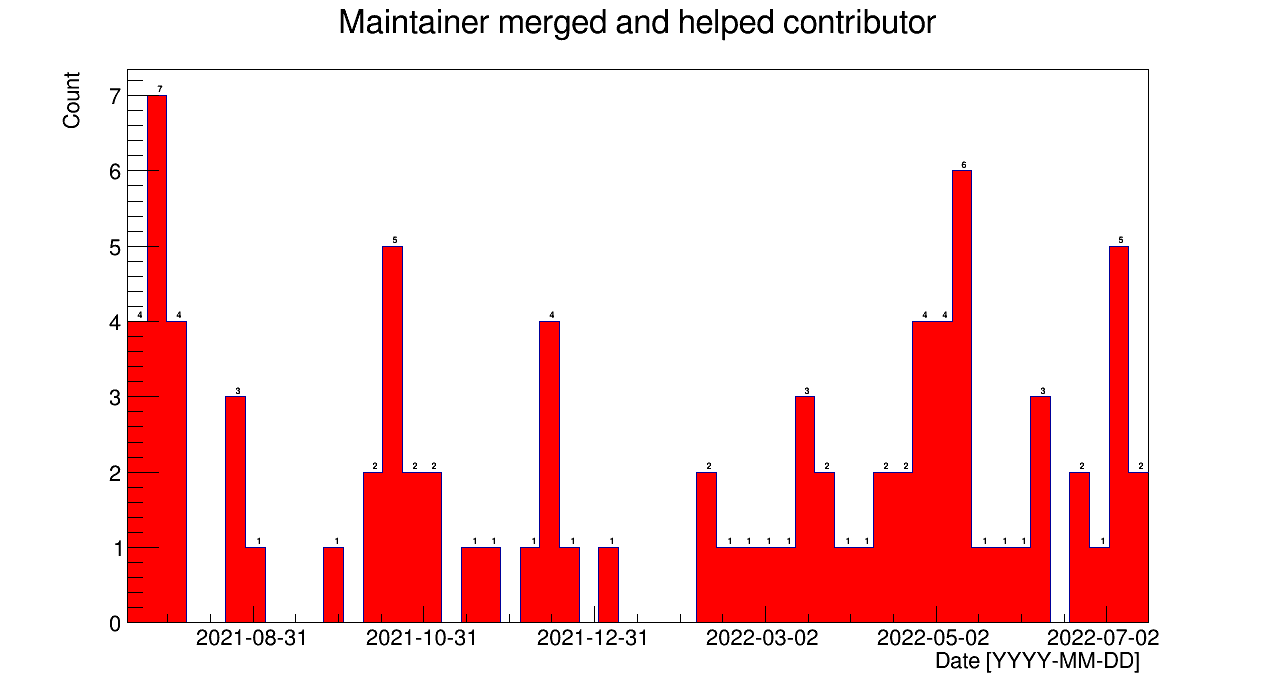 Maintainer merged and helped contributor
Count
7
6
5
4
3
2
1
0
4 7 4 3 1 1 2 5 2 2 1 1 1 4 1 1 2 1 1 1 1 3 2 1 1 2 2 4 4 6 1 1 1 3 2 1 5 2
2021-08-31 2021-10-31 2021-12-31 2022-03-02 2022-05-02 2022-07-02
Date [YYYY-MM-DD]